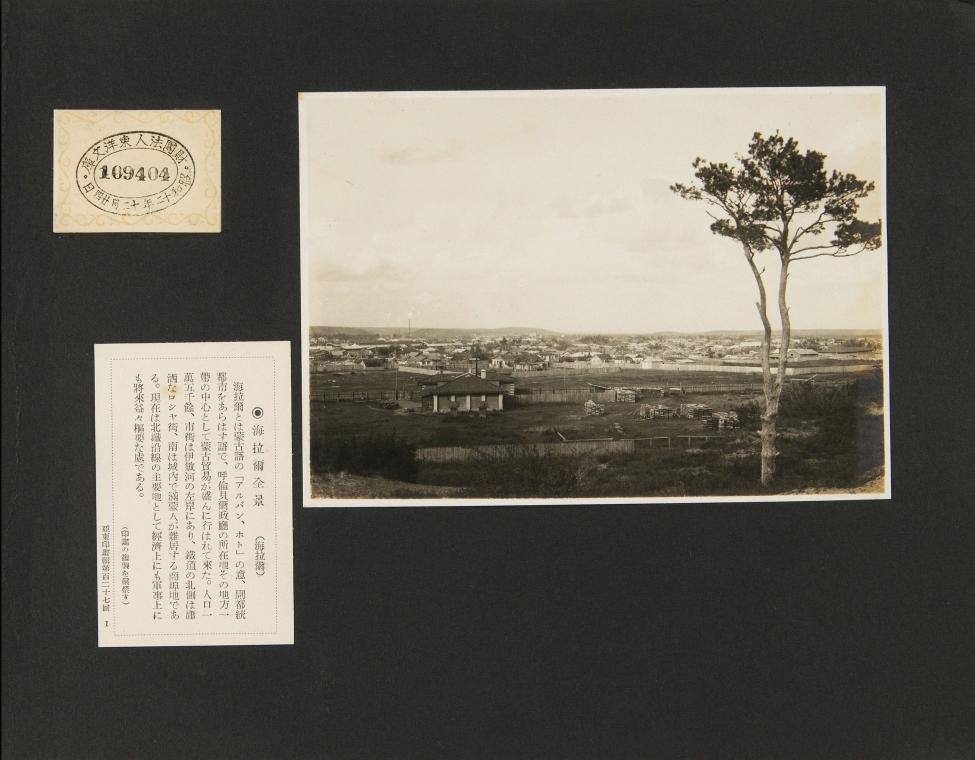 財團法人東洋文庫
109404
昭和十二年十二月廿四日
◉海拉爾全景　（海拉爾）
海拉爾とは蒙古語の「アルバン、ホト」の意、副都統
都市をあらはす語で、呼倫貝爾政廳の所在地その地方一
帶の中心として蒙古貿易が盛んに行はれて來た。人口一
萬五千餘、市街は伊敏河の左岸にあり、鐵道の北側は瀟
洒なロシヤ街、南は城内で滿蒙人が雜居する商埠地であ
る。現在は北鐵沿線の主要地として經濟上にも軍事上に
も將來益々樞要な處である。
（印畫の複製を嚴禁す）
亞東印畫輯第百二十七回　1